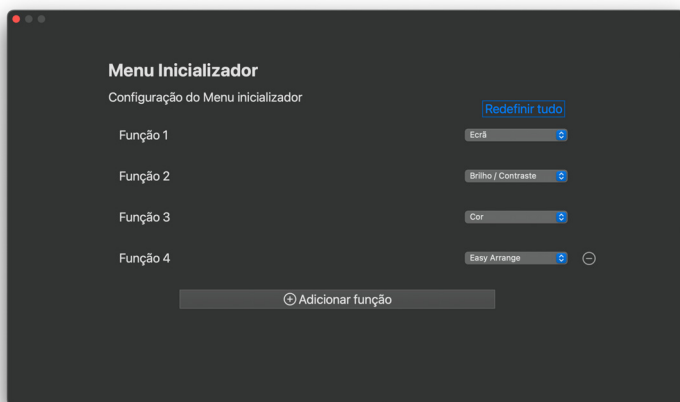 Menu Inicializador
Configuração do Menu inicializador
Redefinir tudo
Função 1 Ecrã
Função 2 Brilho / Contraste
Função 3 Cor
Função 4 Easy Arrange
Adicionar função